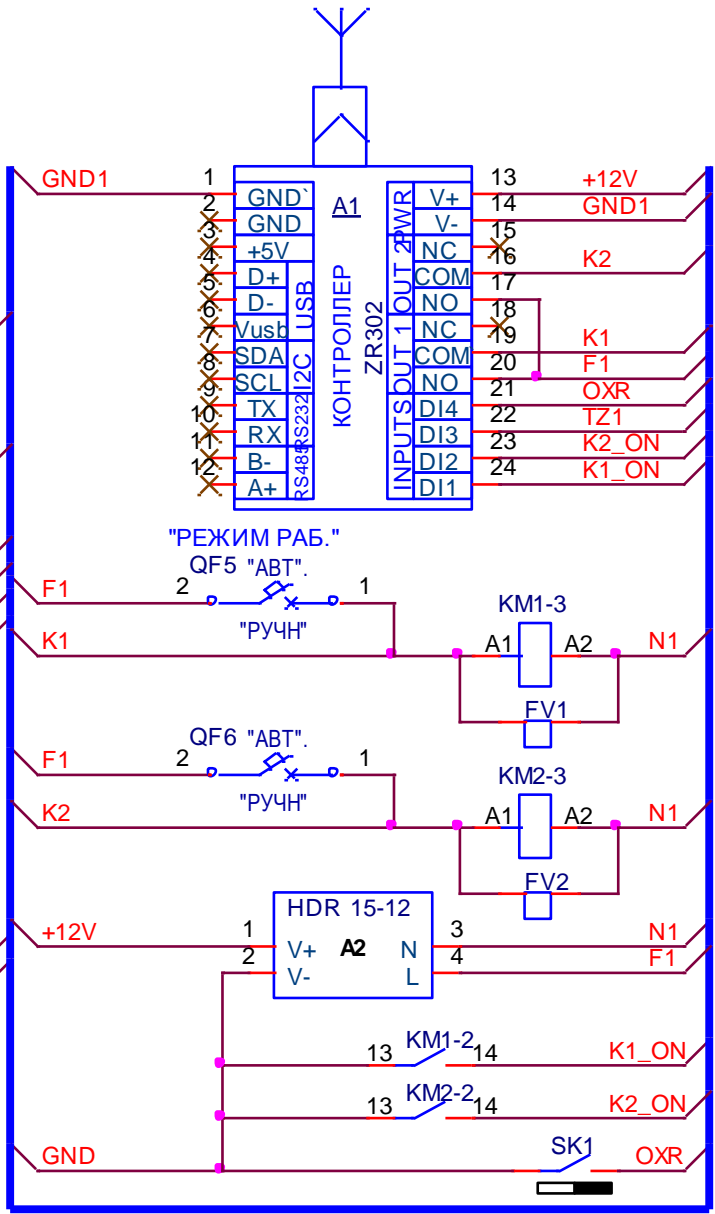 GND1 1 GND` A1 PWR V+ 13 +12V
2 GND V- 14 GND1
3 +5V OUT 2 NC 15
4 D+ USB COM 16 K2
5 D- NO 17
6 Vusb OUT 1 NC 18
7 SDA I2C COM 19 K1
8 SCL NO 20 F1
9 TX RS232 INPUTS DI4 21 OXR
10 RX DI3 22 TZ1
11 B- RS485 DI2 23 K2_ON
12 A+ DI1 24 K1_ON
КОНТРОЛЛЕР
ZR302
"РЕЖИМ РАБ."
QF5 "АВТ".
F1 2 1
"РУЧН"
KM1-3
K1 A1 A2 N1
FV1
QF6 "АВТ".
F1 2 1
"РУЧН"
KM2-3
K2 A1 A2 N1
FV2
HDR 15-12
+12V 1 V+ A2 N 3 N1
2 V- L 4 F1
KM1-2
13 14 K1_ON
KM2-2
13 14 K2_ON
GND SK1 OXR